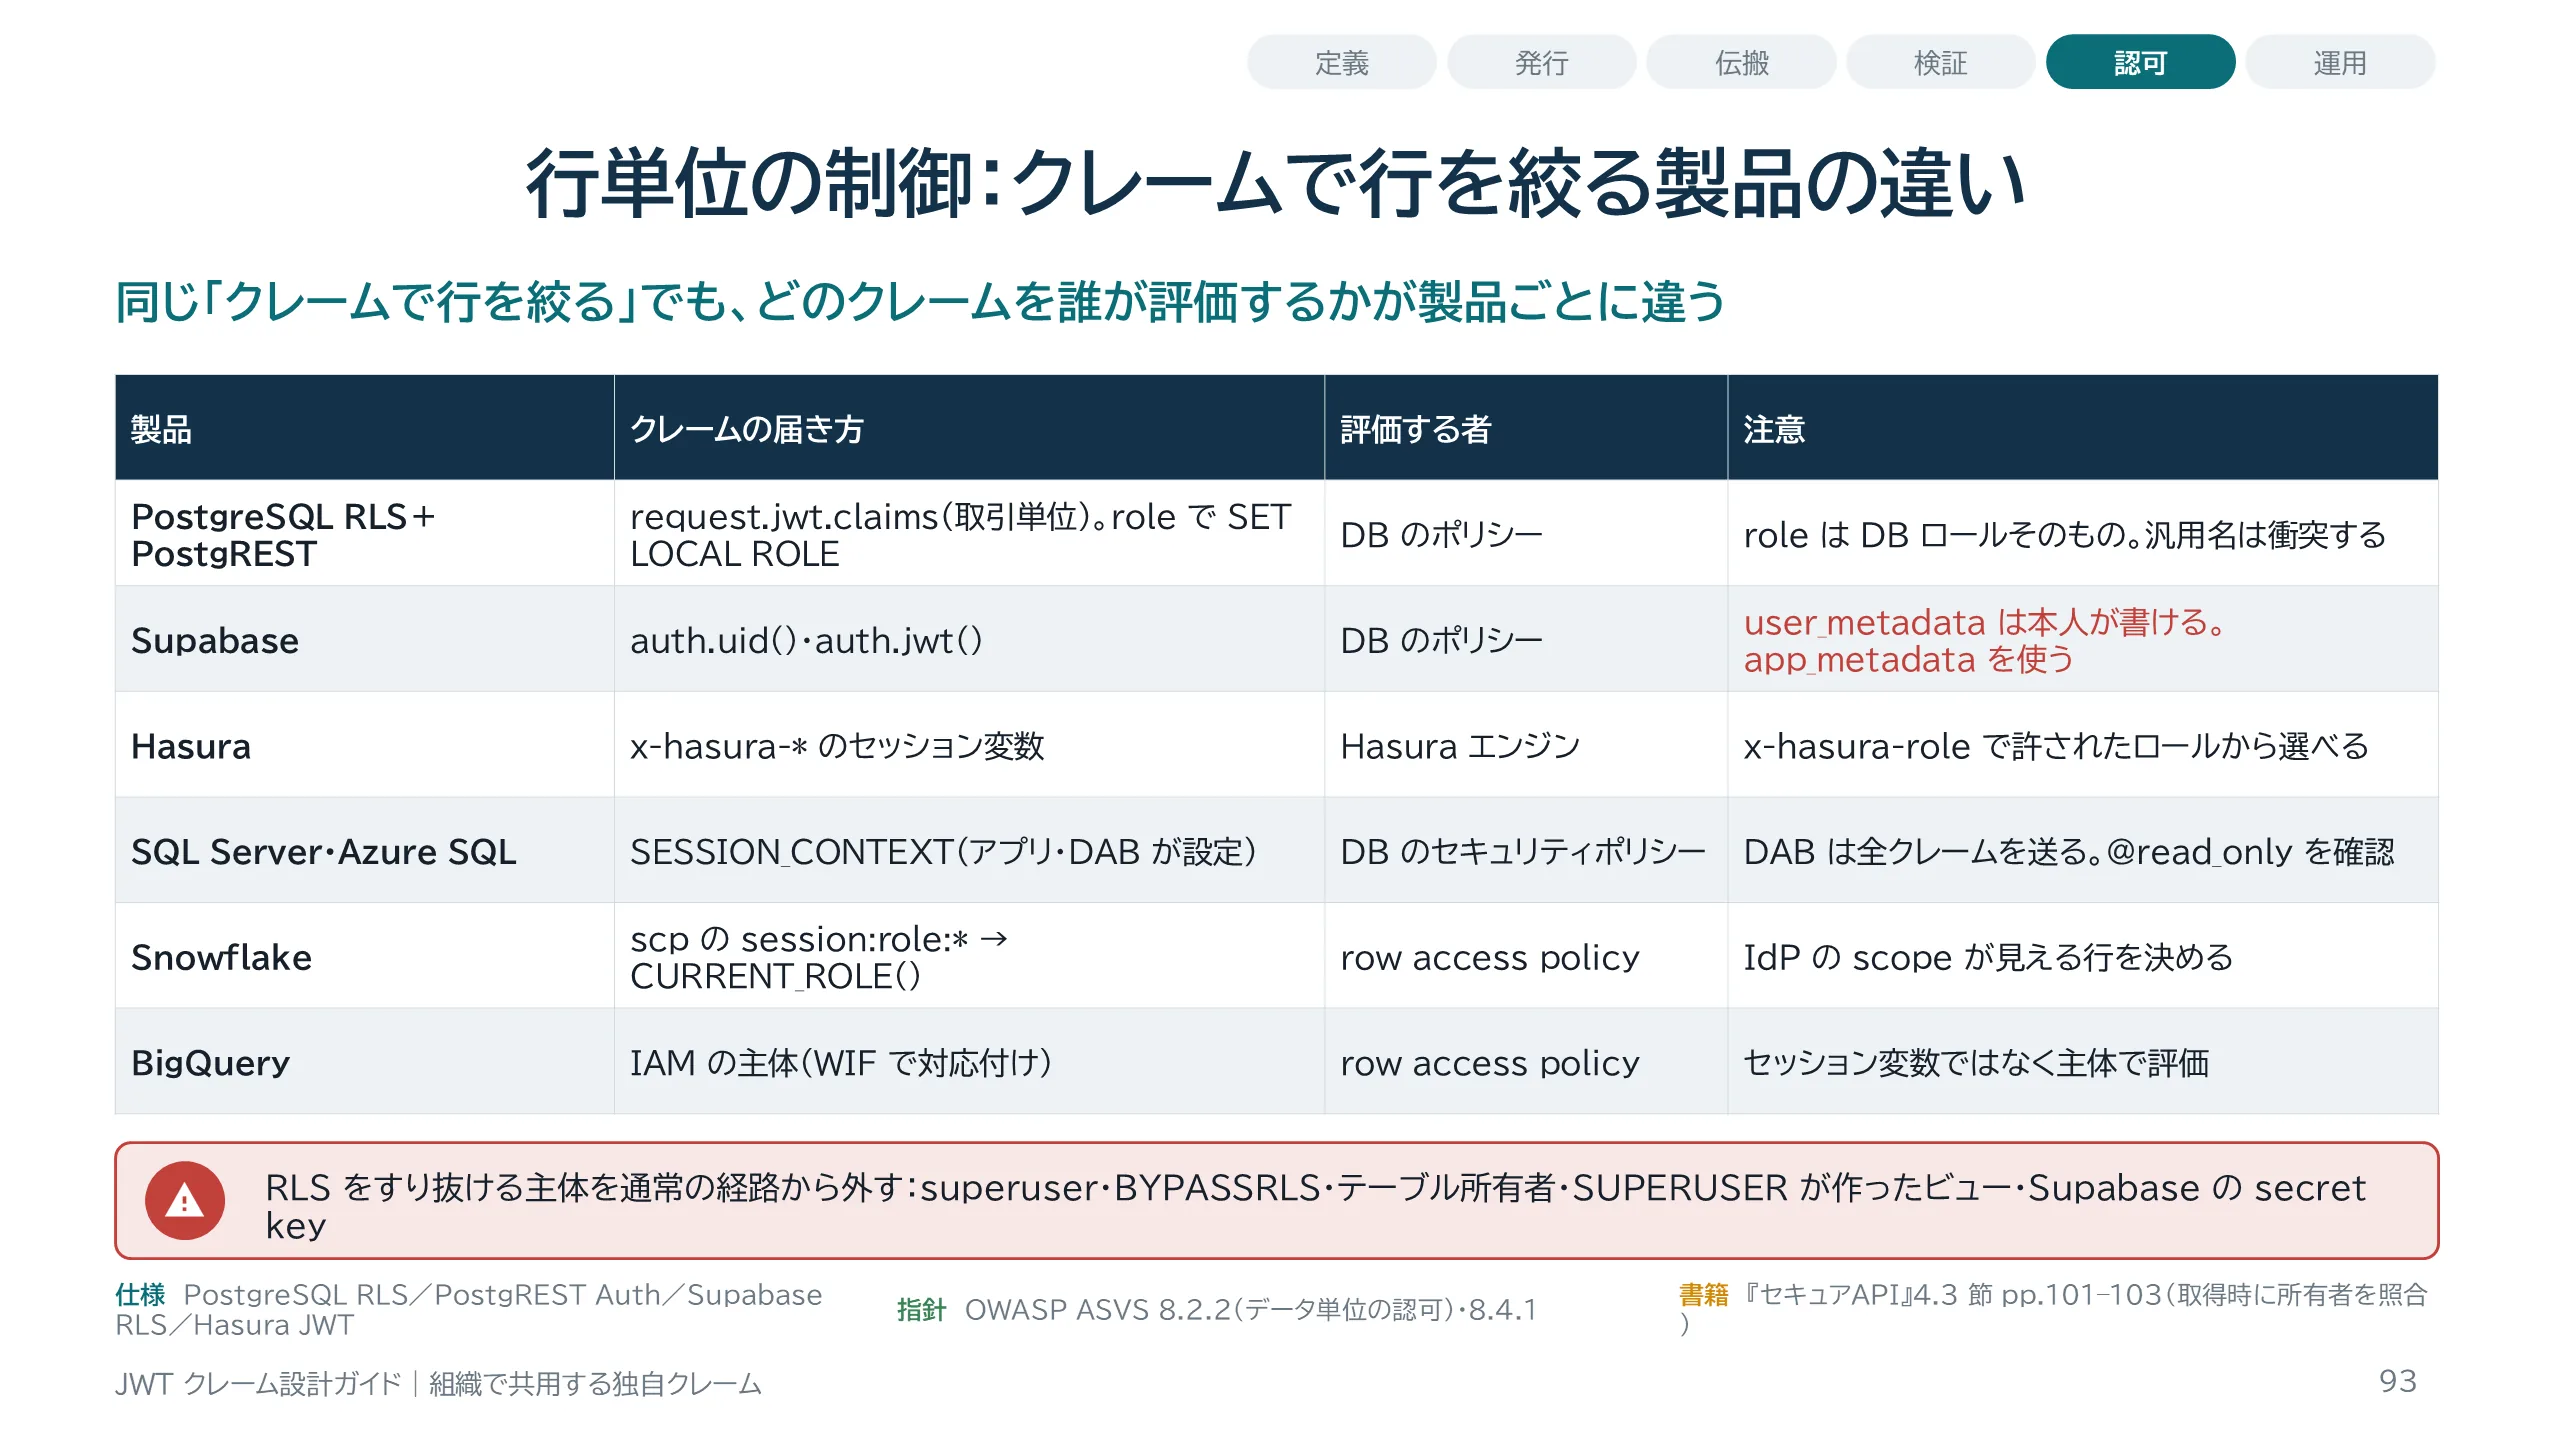 定義
発行
伝搬
検証
認可
運用
行単位の制御：クレームで行を絞る製品の違い
同じ「クレームで行を絞る」でも、どのクレームを誰が評価するかが製品ごとに違う
製品
クレームの届き方
評価する者
注意
PostgreSQL RLS＋
PostgREST
request.jwt.claims（取引単位）。role で SET
LOCAL ROLE
DB のポリシー
role は DB ロールそのもの。汎用名は衝突する
Supabase
auth.uid()・auth.jwt()
DB のポリシー
user_metadata は本人が書ける。
app_metadata を使う
Hasura
x-hasura-* のセッション変数
Hasura エンジン
x-hasura-role で許されたロールから選べる
SQL Server・Azure SQL
SESSION_CONTEXT（アプリ・DAB が設定）
DB のセキュリティポリシー
DAB は全クレームを送る。@read_only を確認
Snowflake
scp の session:role:* →
CURRENT_ROLE()
row access policy
IdP の scope が見える行を決める
BigQuery
IAM の主体（WIF で対応付け）
row access policy
セッション変数ではなく主体で評価
RLS をすり抜ける主体を通常の経路から外す：superuser・BYPASSRLS・テーブル所有者・SUPERUSER が作ったビュー・Supabase の secret
key
仕様 PostgreSQL RLS／PostgREST Auth／Supabase
RLS／Hasura JWT
指針 OWASP ASVS 8.2.2（データ単位の認可）・8.4.1
書籍 『セキュアAPI』4.3 節 pp.101–103（取得時に所有者を照合
）
JWT クレーム設計ガイド｜組織で共用する独自クレーム
93